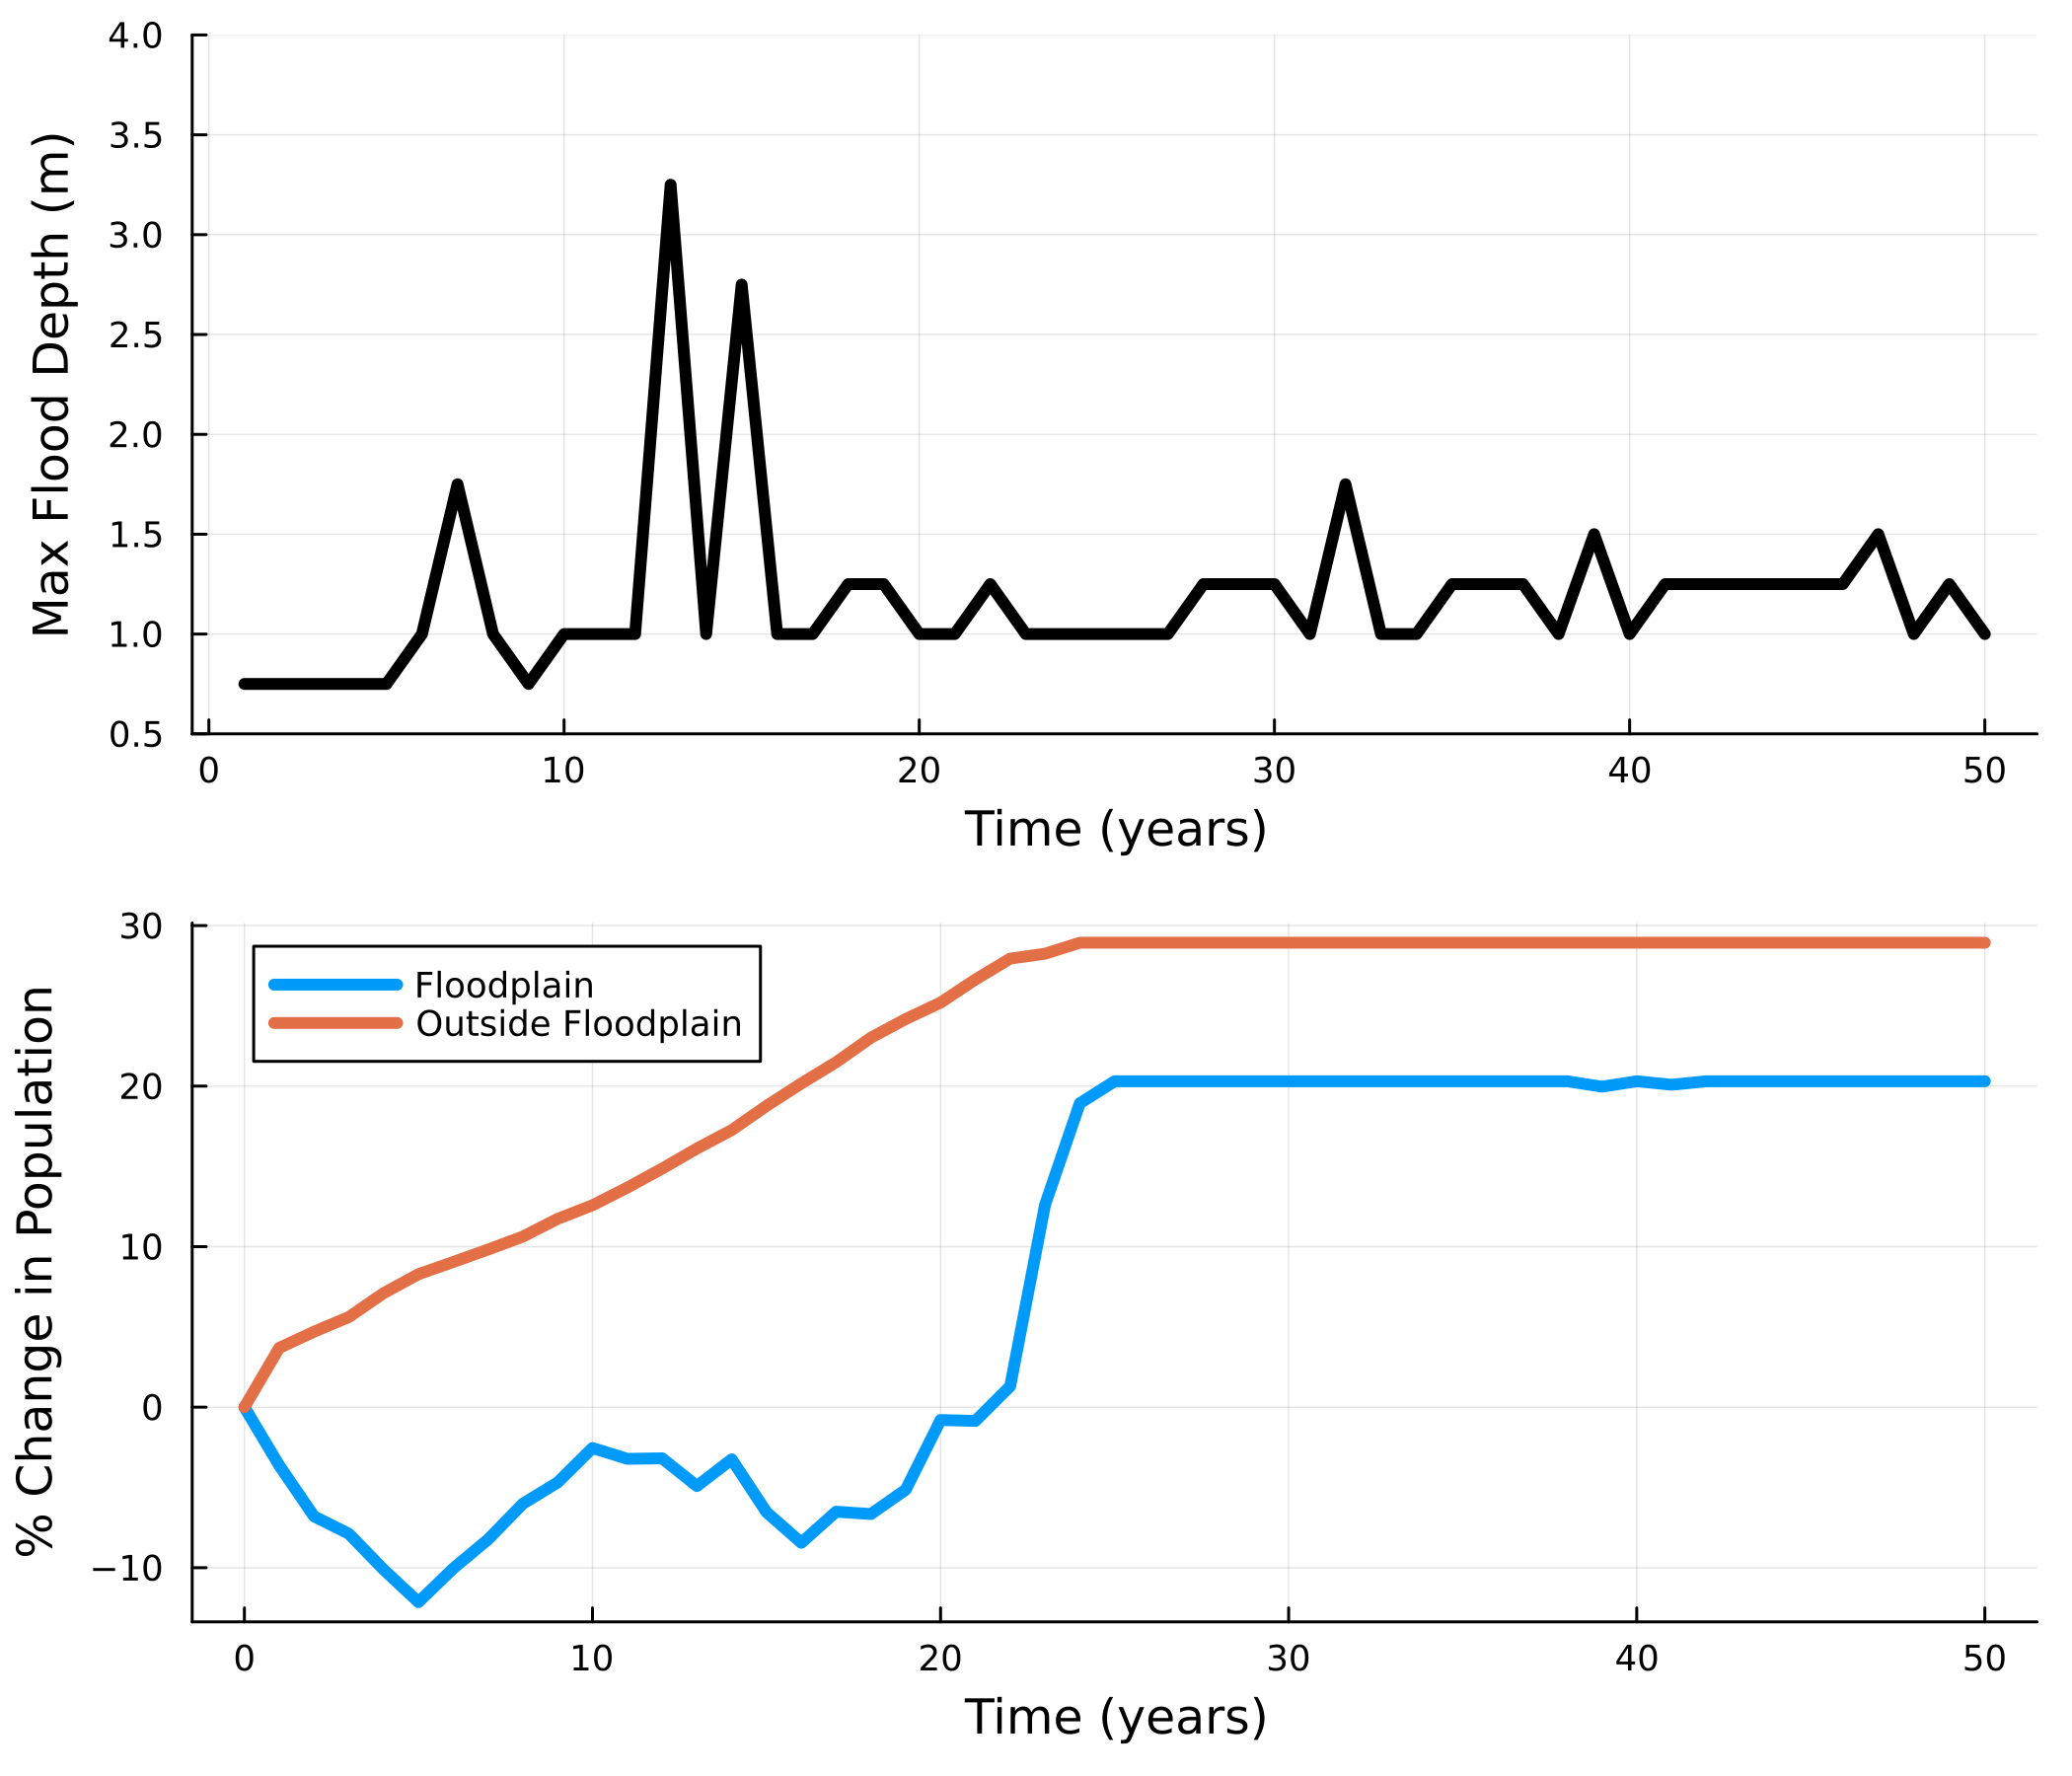 Max Flood Depth (m)
4.0
3.5
3.0
2.5
2.0
1.5
1.0
0.5
0 10 20 30 40 50
Time (years)
% Change in Population
30
20
10
0
−10
Floodplain
Outside Floodplain
0 10 20 30 40 50
Time (years)